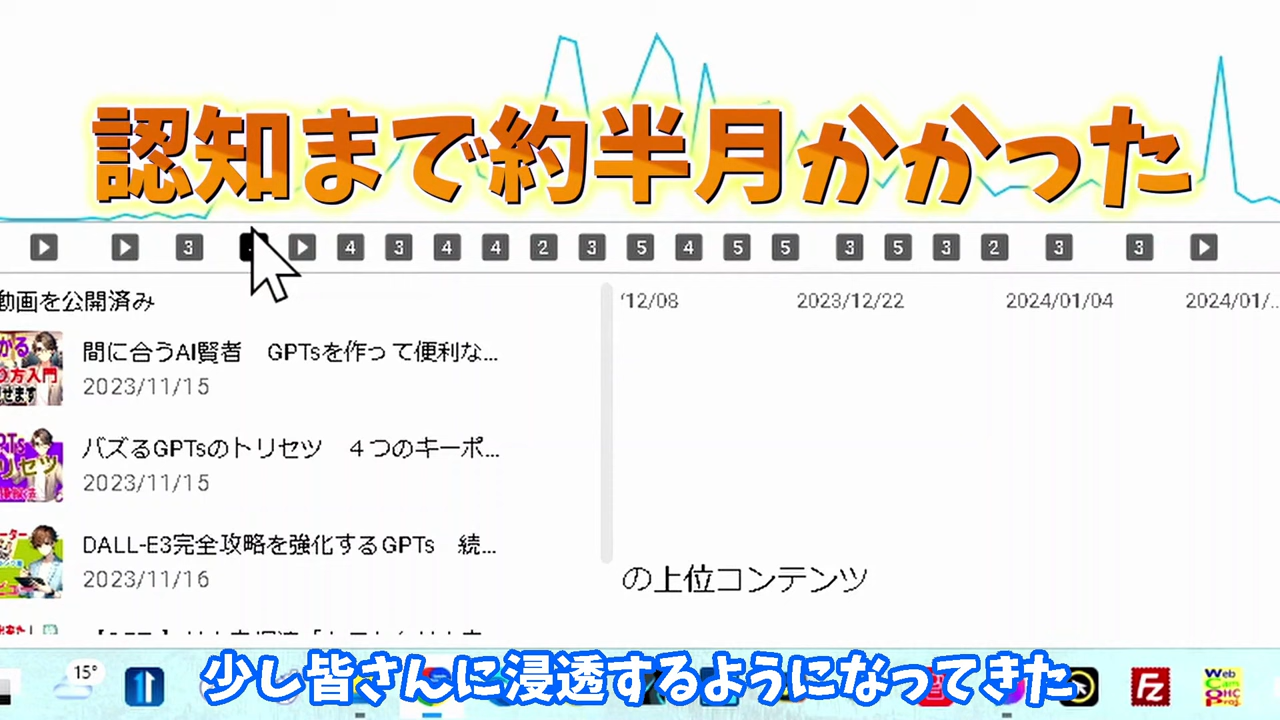 認知まで約半月かかった
3
4
3
4
4
2
3
5
4
5
5
3
5
3
2
3
3
動画を公開済み
'12/08
2023/12/22
2024/01/04
2024/01/...
間に合うAI賢者 GPTsを作って便利な...
2023/11/15
バズるGPTsのトリセツ 4つのキーポ...
2023/11/15
DALL-E3完全攻略を強化するGPTs 続...
2023/11/16
の上位コンテンツ
15°
少し皆さんに浸透するようになってきた
FZ
Web
Cam